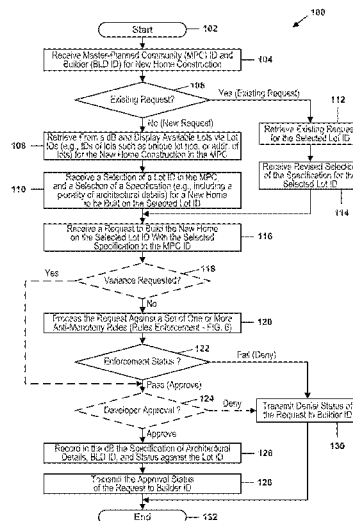 100
Start
102
Receive Master-Planned Community (MPC) ID and
Builder (BLD ID) for New Home Construction
104
106
Existing Request?
Yes (Existing Request)
112
No (New Request)
Retrieve Existing Request
for the Selected Lot ID
108
Retrieve From a dB and Display Available Lots via Lot
IDs (e.g., IDs of lots such as unique lot nos. or addr. of
lots) for the New Home Construction in the MPC
Receive Revised Selection
of the Specification for the
Selected Lot ID
114
110
Receive a Selection of a Lot ID in the MPC,
and a Selection of a Specification (e.g., including a
plurality of architectural details) for a New Home
to be Built on the Selected Lot ID
Receive a Request to Build the New Home
on the Selected Lot ID With the Selected
Specification in the MPC ID
116
118
Yes
Variance Requested?
No
Process the Request Against a Set of One or More
Anti-Monotony Rules (Rules Enforcement - FIG. 6)
120
122
Enforcement Status ?
Fail (Deny)
Pass (Approve)
124
Developer Approval ?
Deny
Transmit Denial Status of
the Request to Builder ID
130
Approve
Record in the dB the Specification of Architectural
Details, BLD ID, and Status against the Lot ID
126
Transmit the Approval Status
of the Request to Builder ID
128
End
132